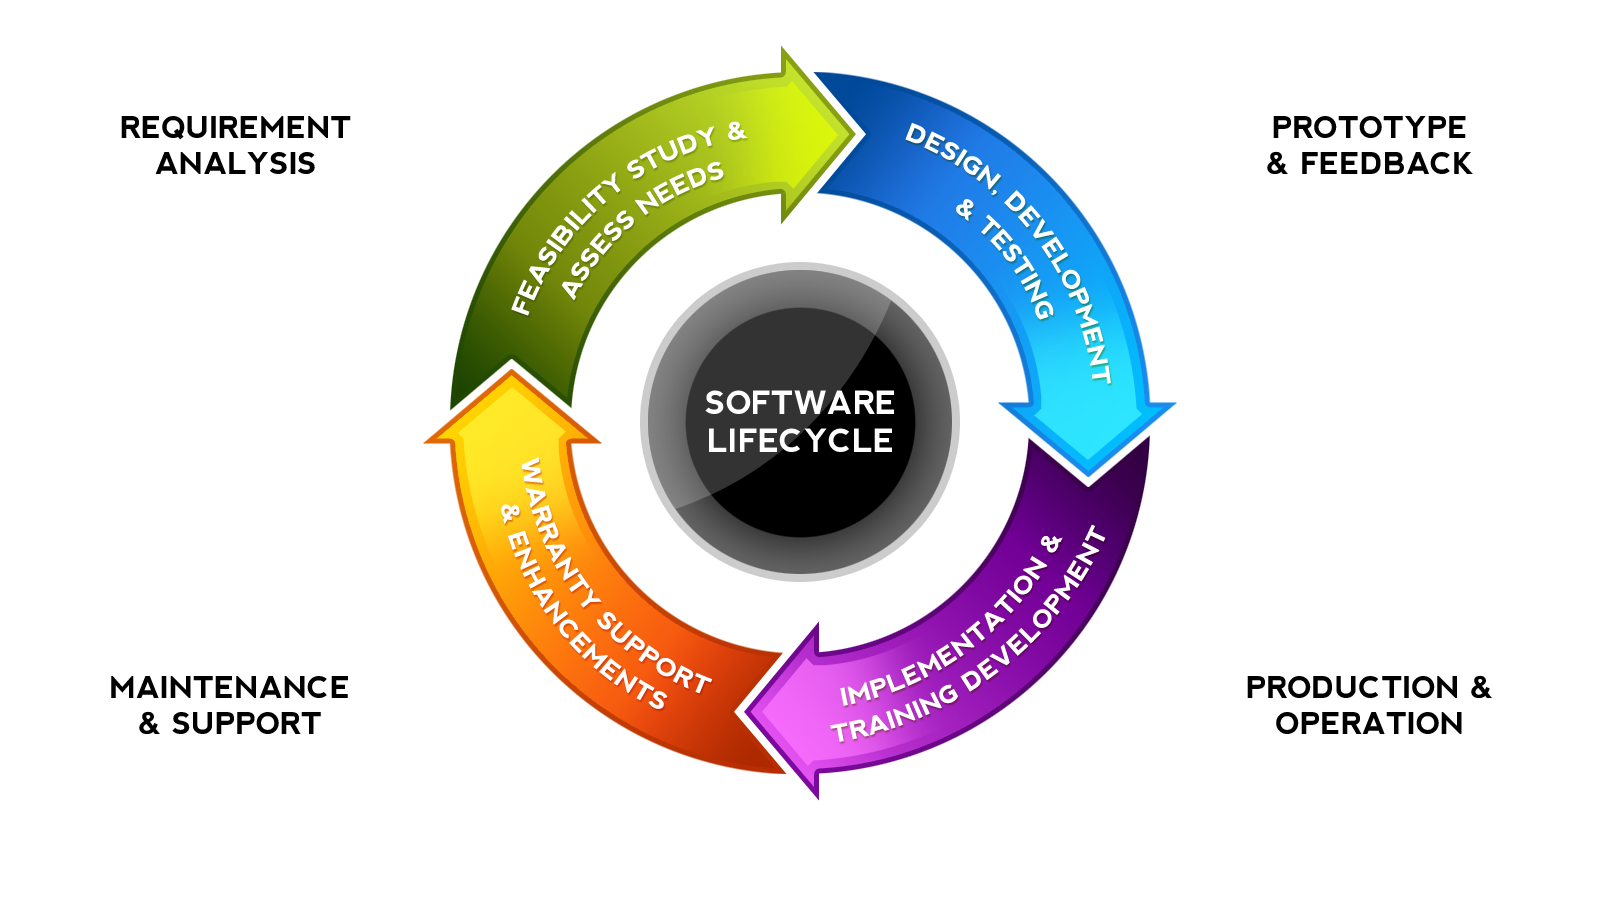 REQUIREMENT
ANALYSIS
FEASIBILITY STUDY &
ASSESS NEEDS
DESIGN, DEVELOPMENT
& TESTING
PROTOTYPE
& FEEDBACK
SOFTWARE
LIFECYCLE
MAINTENANCE
& SUPPORT
WARRANTY SUPPORT
& ENHANCEMENTS
IMPLEMENTATION &
TRAINING DEVELOPMENT
PRODUCTION &
OPERATION